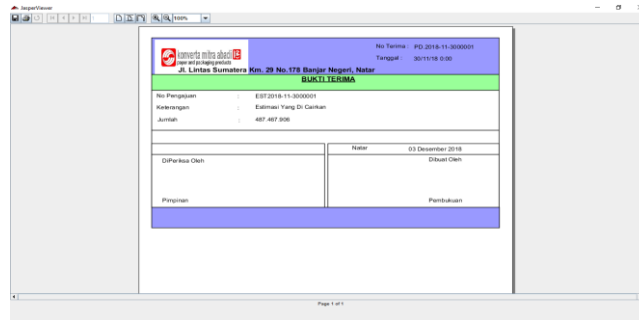 JasperViewer
100%
No Terima : PD.2018-11-3000001
konverta mitra abadi
paper and packaging products
Tanggal : 30/11/18 0:00
Jl. Lintas Sumatera Km. 29 No.178 Banjar Negeri, Natar
BUKTI TERIMA
No Pengajuan : EST2018-11-3000001
Keterangan : Estimasi Yang Di Cairkan
Jumlah : 487.467.906
Natar 03 Desember 2018
DiPeriksa Oleh Dibuat Oleh
Pimpinan Pembukuan
Page 1 of 1